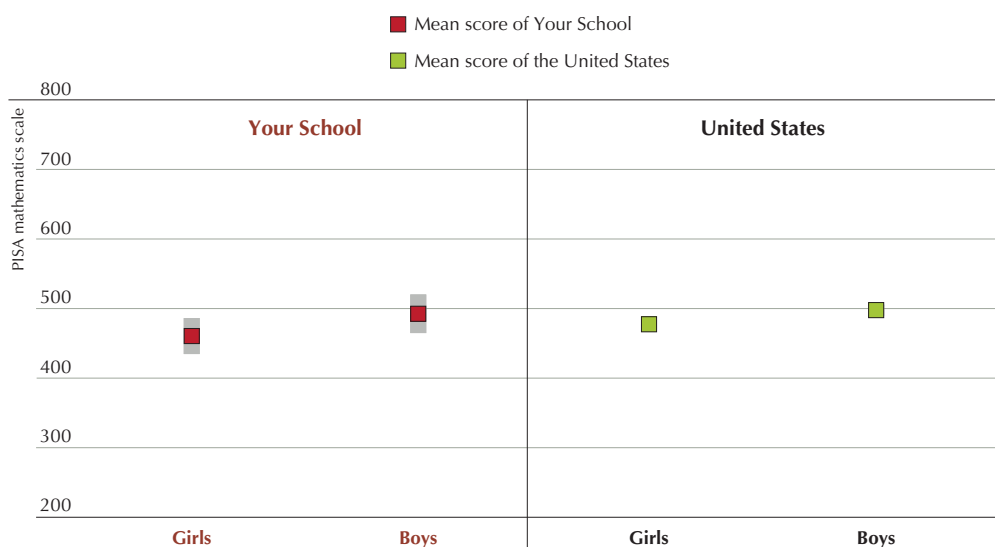 Mean score of Your School
Mean score of the United States
PISA mathematics scale
800
Your School
United States
700
600
500
400
300
200
Girls
Boys
Girls
Boys